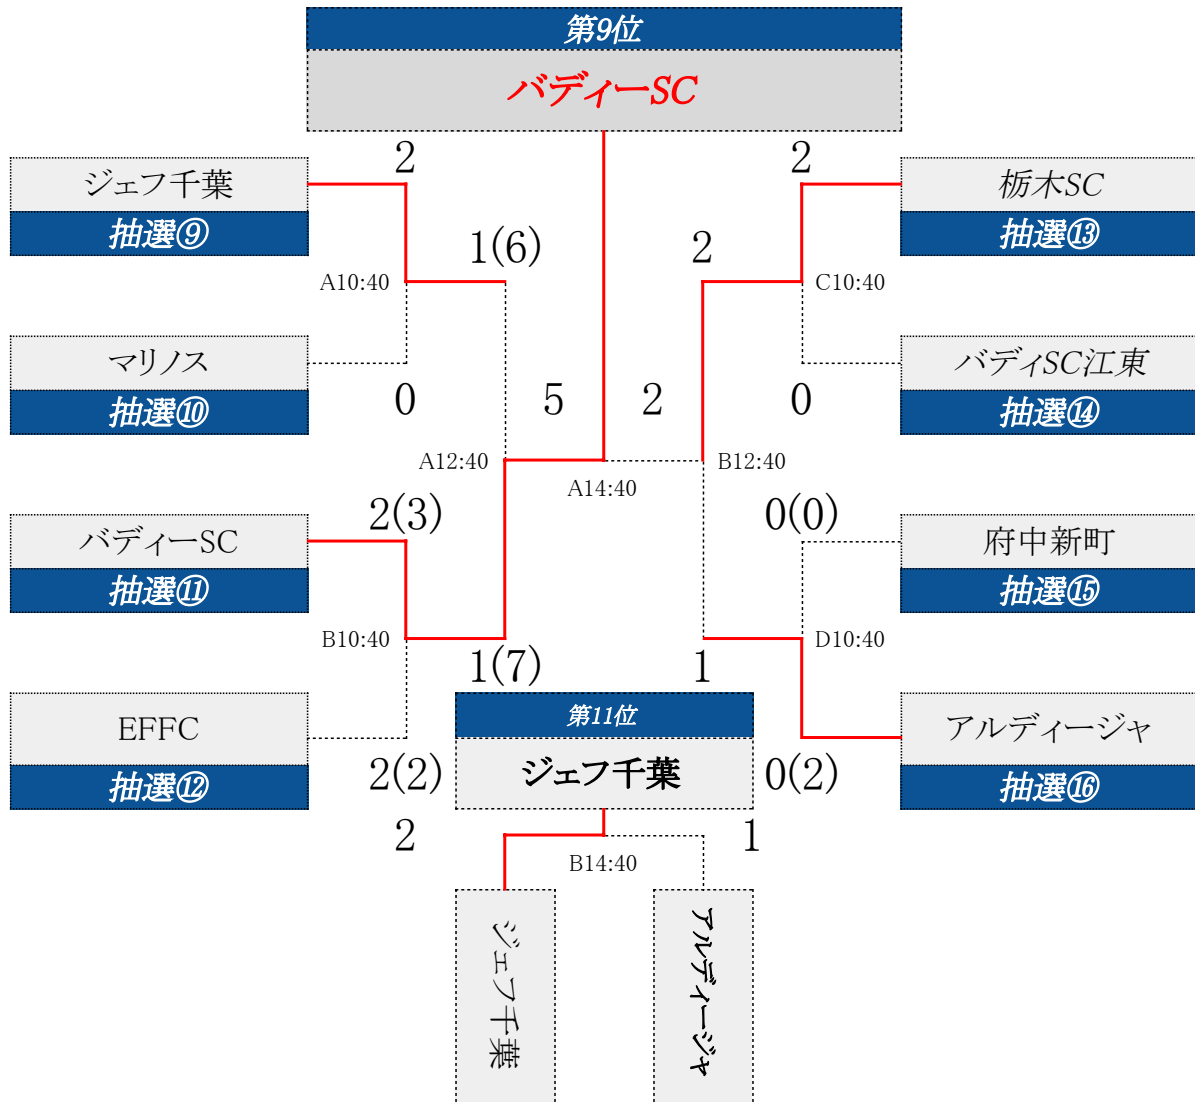 第9位
バディーSC
2
2
ジェフ千葉
栃木SC
抽選⑨
抽選⑬
1(6)
2
A10:40
C10:40
マリノス
バディSC江東
抽選⑩
抽選⑭
0
5
2
0
A12:40
B12:40
A14:40
2(3)
0(0)
バディーSC
府中新町
抽選⑪
抽選⑮
B10:40
D10:40
1(7)
1
EFFC
第11位
アルディージャ
ジェフ千葉
2(2)
0(2)
抽選⑫
抽選⑯
2
1
B14:40
ジェフ千葉
アルディージャ